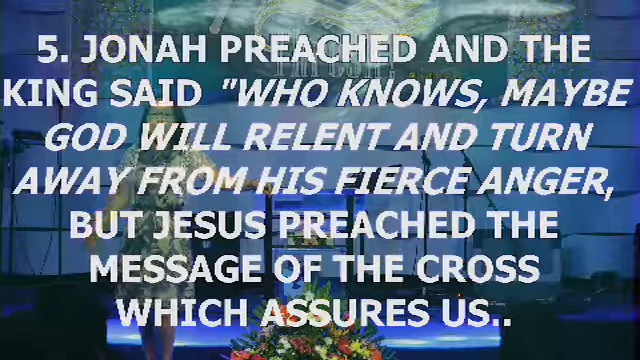 5. JONAH PREACHED AND THE
KING SAID "WHO KNOWS, MAYBE
GOD WILL RELENT AND TURN
AWAY FROM HIS FIERCE ANGER,
BUT JESUS PREACHED THE
MESSAGE OF THE CROSS
WHICH ASSURES US..